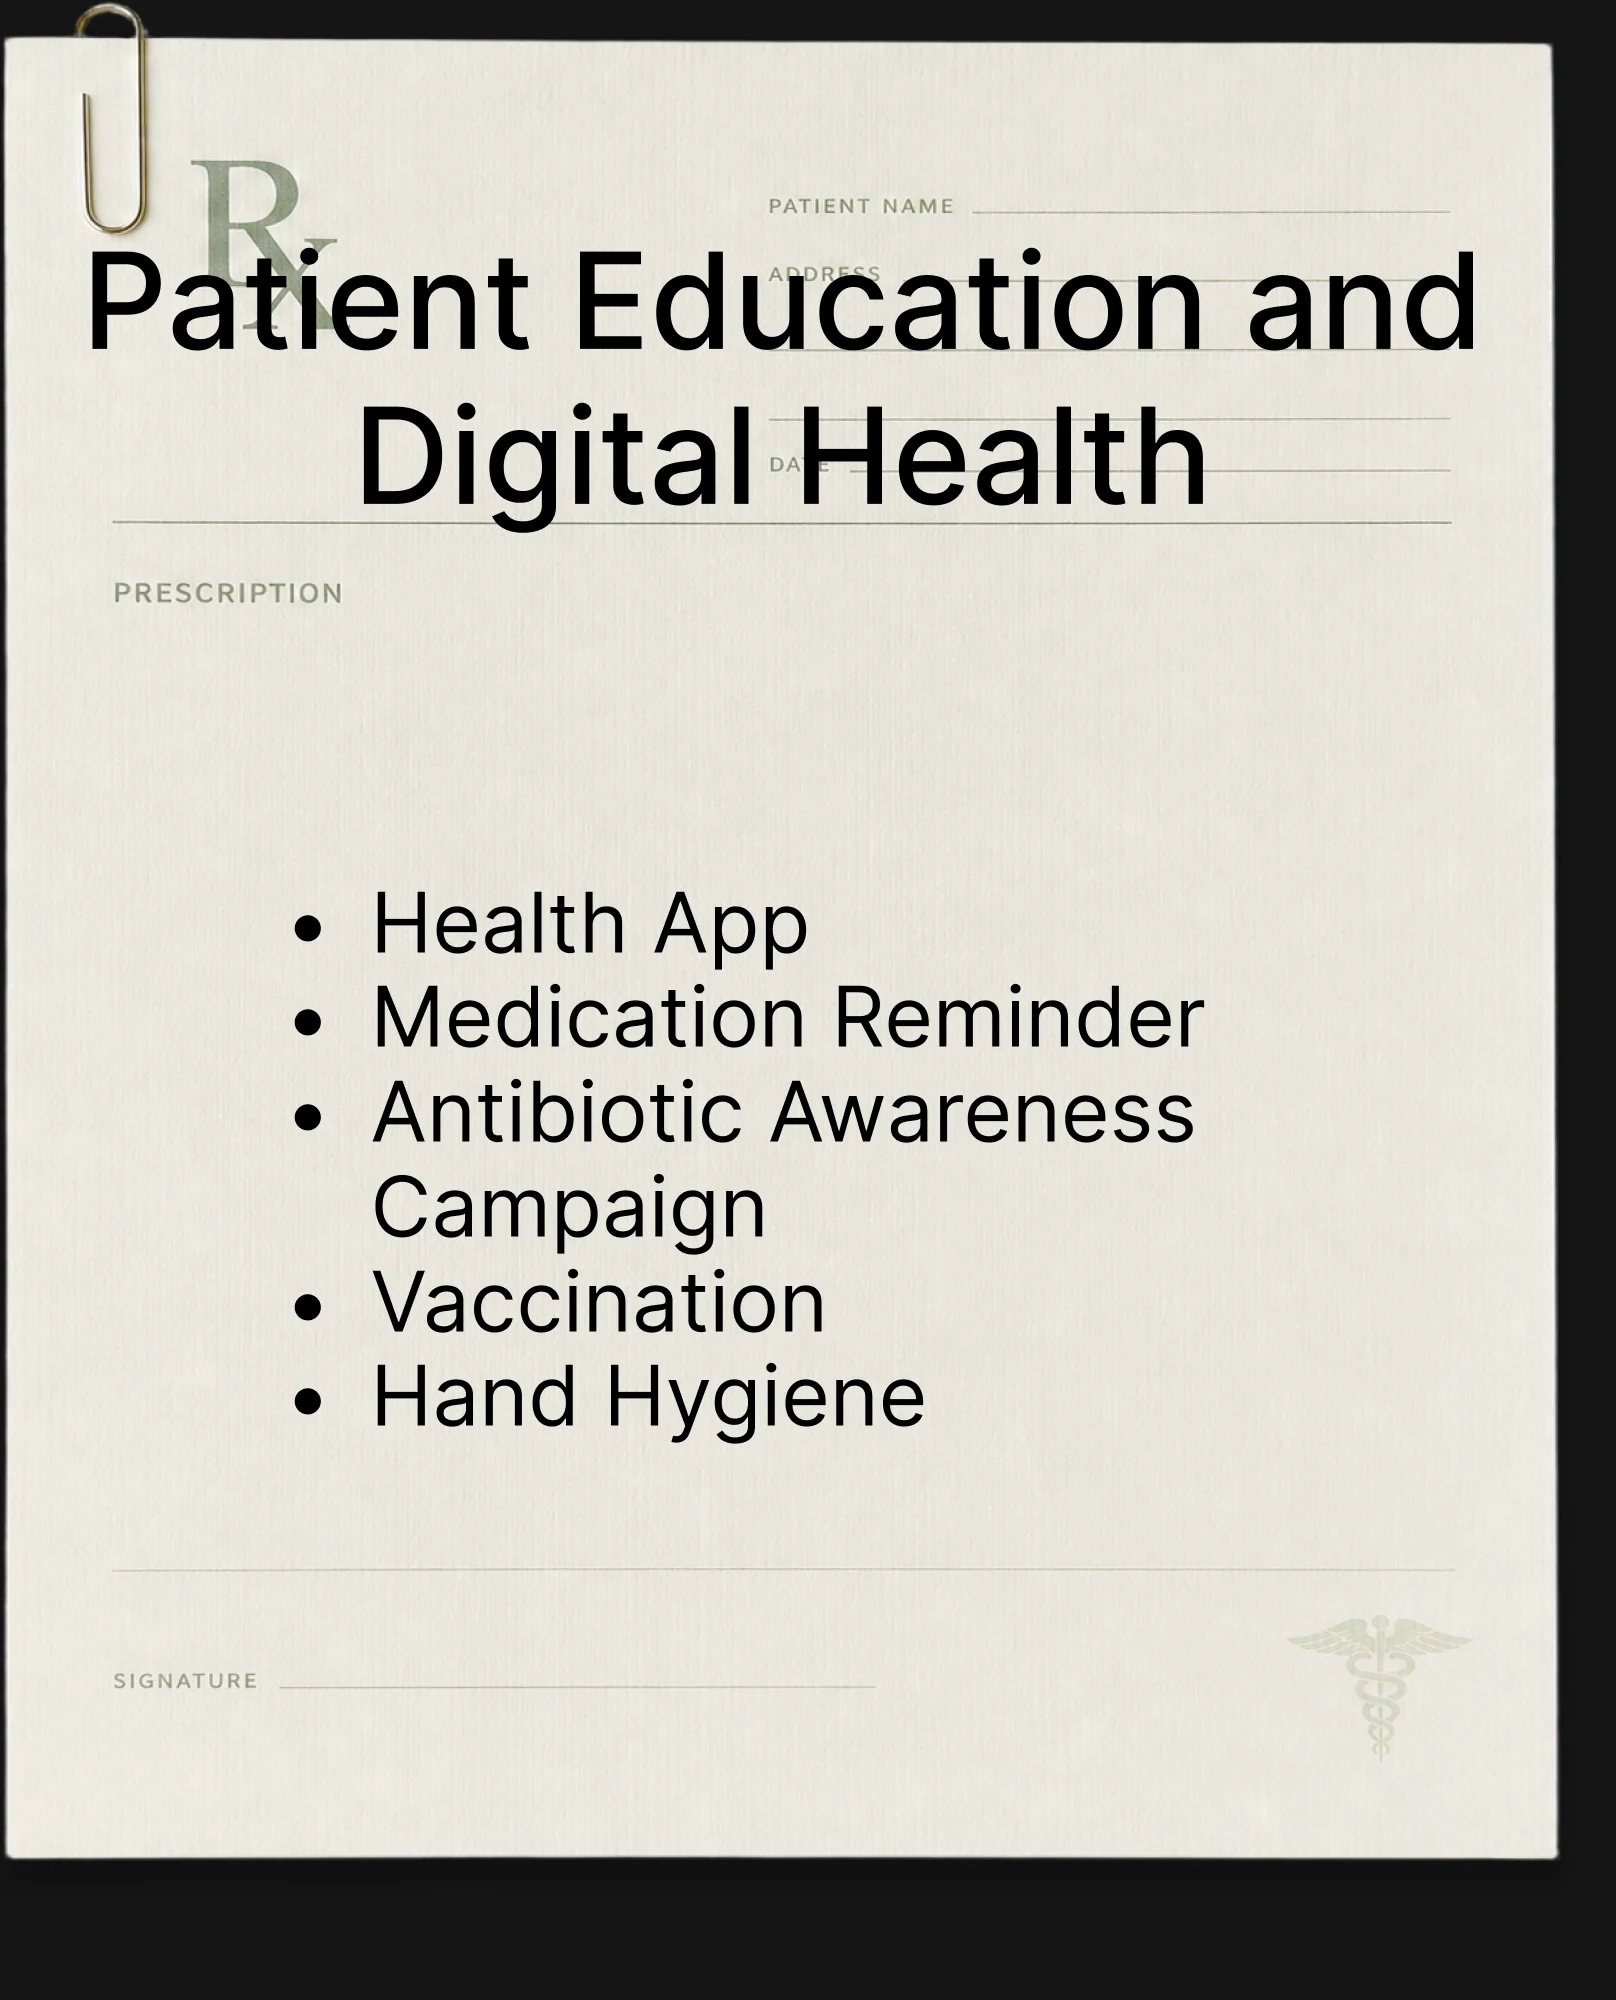 Rx
PATIENT NAME
Patient Education and
ADDRESS
Digital Health
DATE
PRESCRIPTION
• Health App
• Medication Reminder
• Antibiotic Awareness
Campaign
• Vaccination
• Hand Hygiene
SIGNATURE